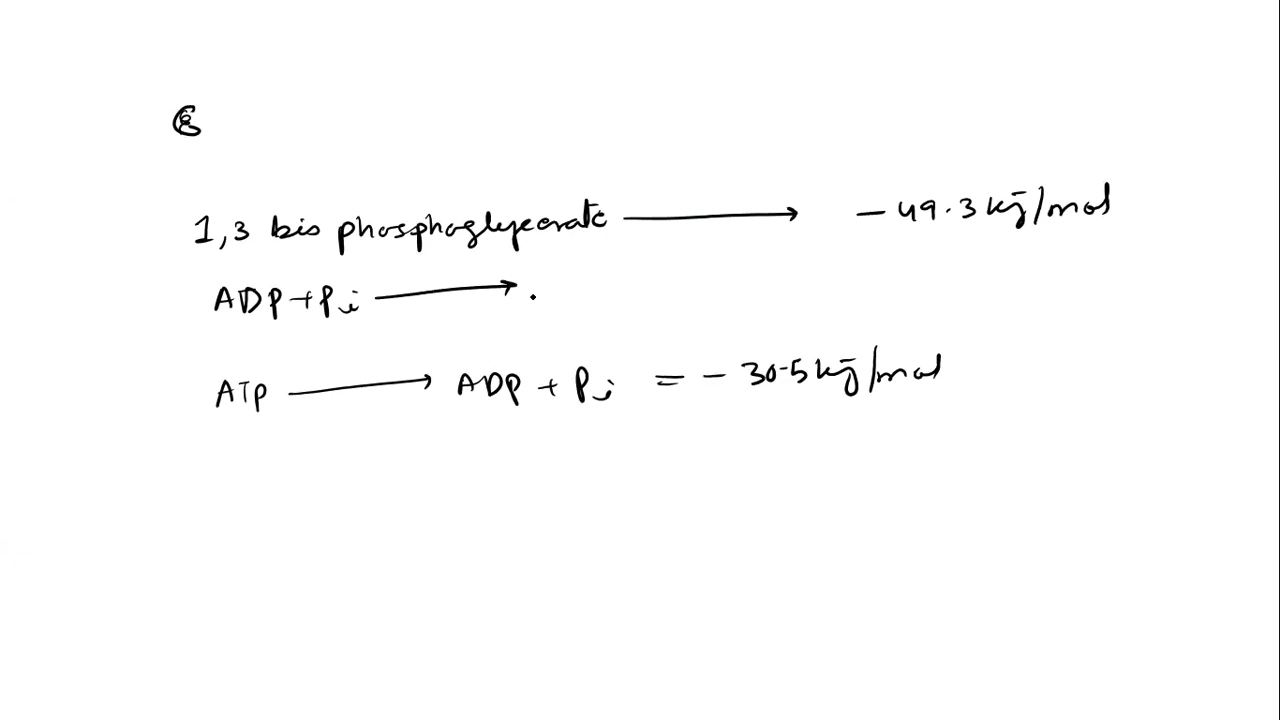 1,3 bis phosphoglycerate ⟶ - 49.3 kJ/mol
ADP + Pi ⟶ .
ATP ⟶ ADP + Pi = - 30.5 kJ/mol